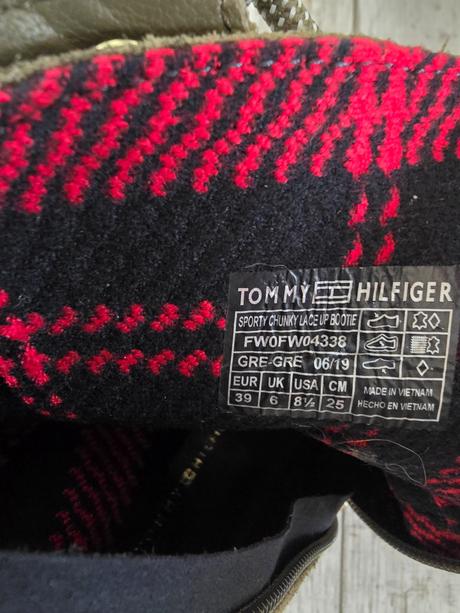 TOMMY HILFIGER
SPORTY CHUNKY LACE UP BOOTIE
FW0FW04338
GRE-GRE 06/19
EUR UK USA CM
39 6 8½ 25
MADE IN VIETNAM
HECHO EN VIETNAM